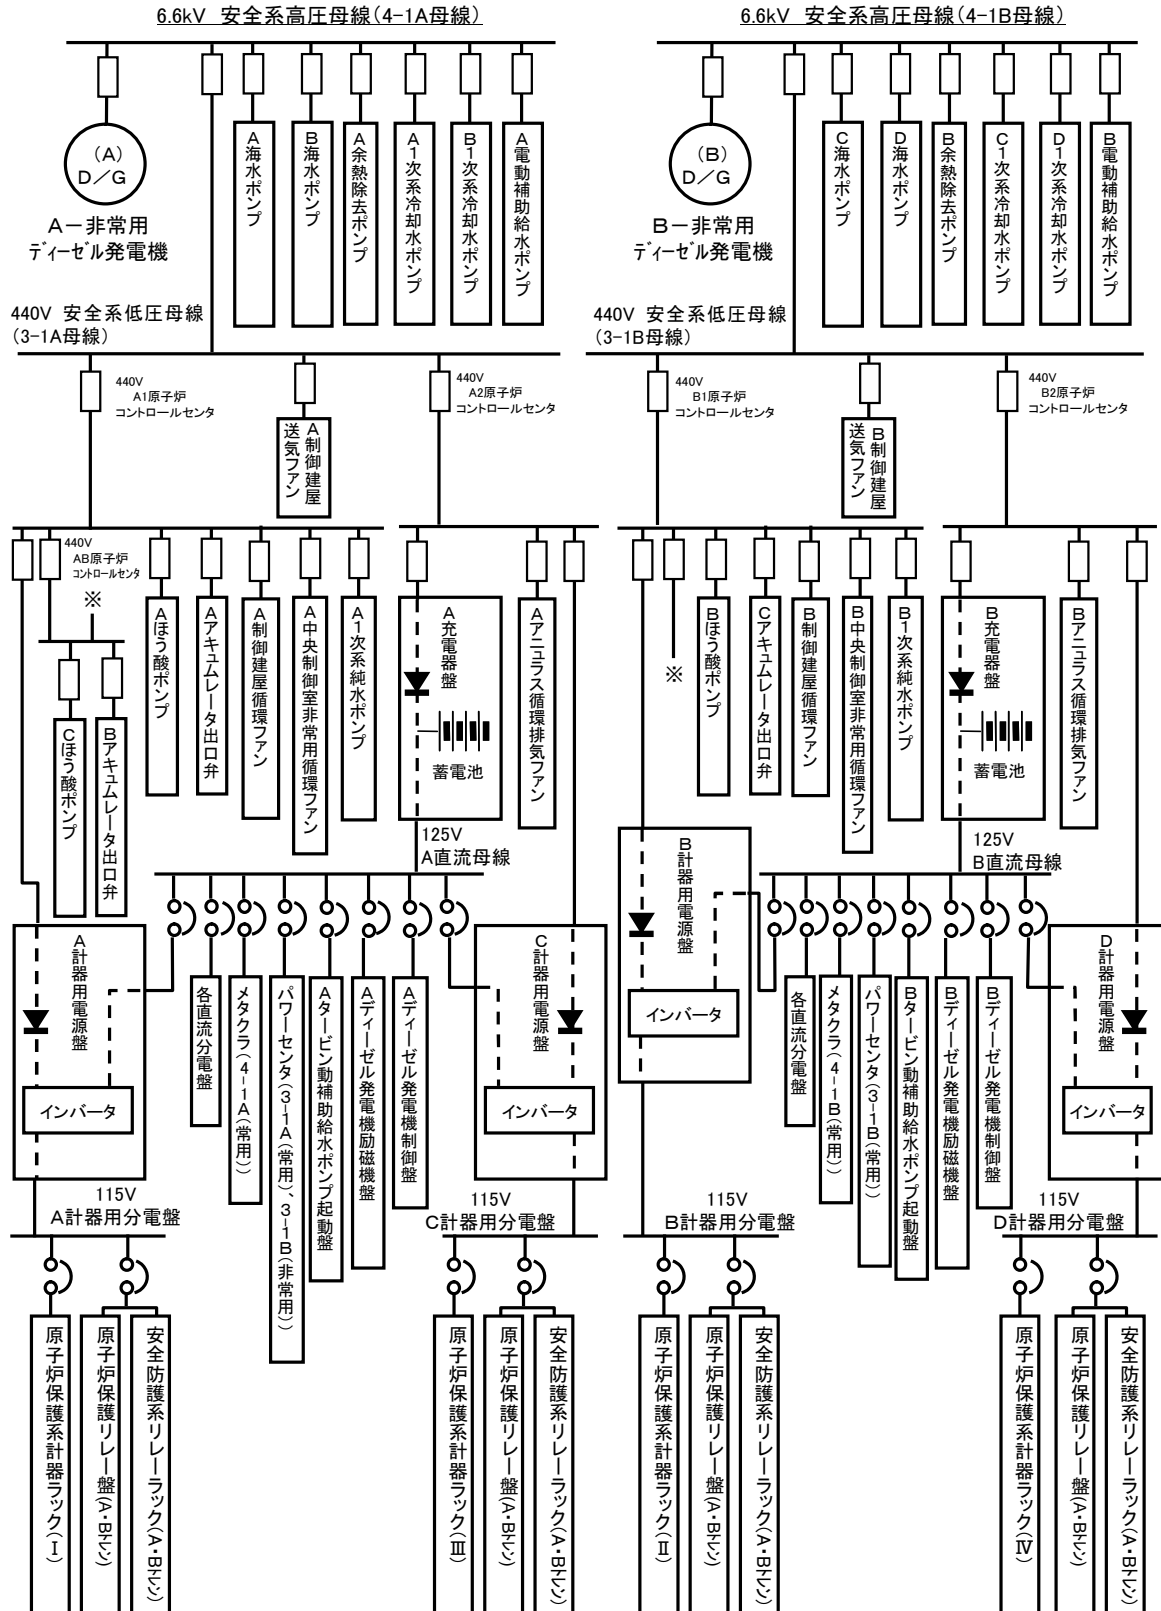 6.6kV 安全系高圧母線(4-1A母線)
6.6kV 安全系高圧母線(4-1B母線)
(A)
D/G
A-非常用
ディーゼル発電機
A海水ポンプ
B海水ポンプ
A余熱除去ポンプ
A1次系冷却水ポンプ
B1次系冷却水ポンプ
A電動補助給水ポンプ
(B)
D/G
B-非常用
ディーゼル発電機
C海水ポンプ
D海水ポンプ
B余熱除去ポンプ
C1次系冷却水ポンプ
D1次系冷却水ポンプ
B電動補助給水ポンプ
440V 安全系低圧母線
(3-1A母線)
440V 安全系低圧母線
(3-1B母線)
440V
A1原子炉
コントロールセンタ
A制御建屋
送気ファン
440V
A2原子炉
コントロールセンタ
440V
B1原子炉
コントロールセンタ
B制御建屋
送気ファン
440V
B2原子炉
コントロールセンタ
440V
AB原子炉
コントロールセンタ
※
Cほう酸ポンプ
Bアキュムレータ出口弁
Aほう酸ポンプ
Aアキュムレータ出口弁
A制御建屋循環ファン
A中央制御室非常用循環ファン
A1次系純水ポンプ
A充電器盤
蓄電池
Aアニュラス循環排気ファン
※
Bほう酸ポンプ
Cアキュムレータ出口弁
B制御建屋循環ファン
B中央制御室非常用循環ファン
B1次系純水ポンプ
B充電器盤
蓄電池
Bアニュラス循環排気ファン
125V
A直流母線
125V
B直流母線
A計器用電源盤
インバータ
各直流分電盤
メタクラ(4-1A(常用))
パワーセンタ(3-1A(常用)、3-1B(非常用))
Aタービン動補助給水ポンプ起動盤
Aディーゼル発電機励磁機盤
Aディーゼル発電機制御盤
C計器用電源盤
インバータ
B計器用電源盤
インバータ
各直流分電盤
メタクラ(4-1B(常用))
パワーセンタ(3-1B(常用))
Bタービン動補助給水ポンプ起動盤
Bディーゼル発電機励磁機盤
Bディーゼル発電機制御盤
D計器用電源盤
インバータ
115V
A計器用分電盤
115V
C計器用分電盤
115V
B計器用分電盤
115V
D計器用分電盤
原子炉保護系計器ラック(Ⅰ)
原子炉保護リレー盤(A・Bトレン)
安全防護系リレーラック(A・Bトレン)
原子炉保護系計器ラック(Ⅲ)
原子炉保護リレー盤(A・Bトレン)
安全防護系リレーラック(A・Bトレン)
原子炉保護系計器ラック(Ⅱ)
原子炉保護リレー盤(A・Bトレン)
安全防護系リレーラック(A・Bトレン)
原子炉保護系計器ラック(Ⅳ)
原子炉保護リレー盤(A・Bトレン)
安全防護系リレーラック(A・Bトレン)